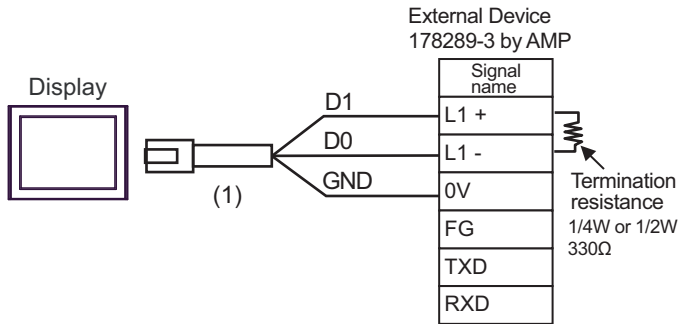 External Device
178289-3 by AMP
Display
Signal
name
D1
L1 +
D0
L1 -
GND
0V
(1)
Termination
resistance
1/4W or 1/2W
330Ω
FG
TXD
RXD